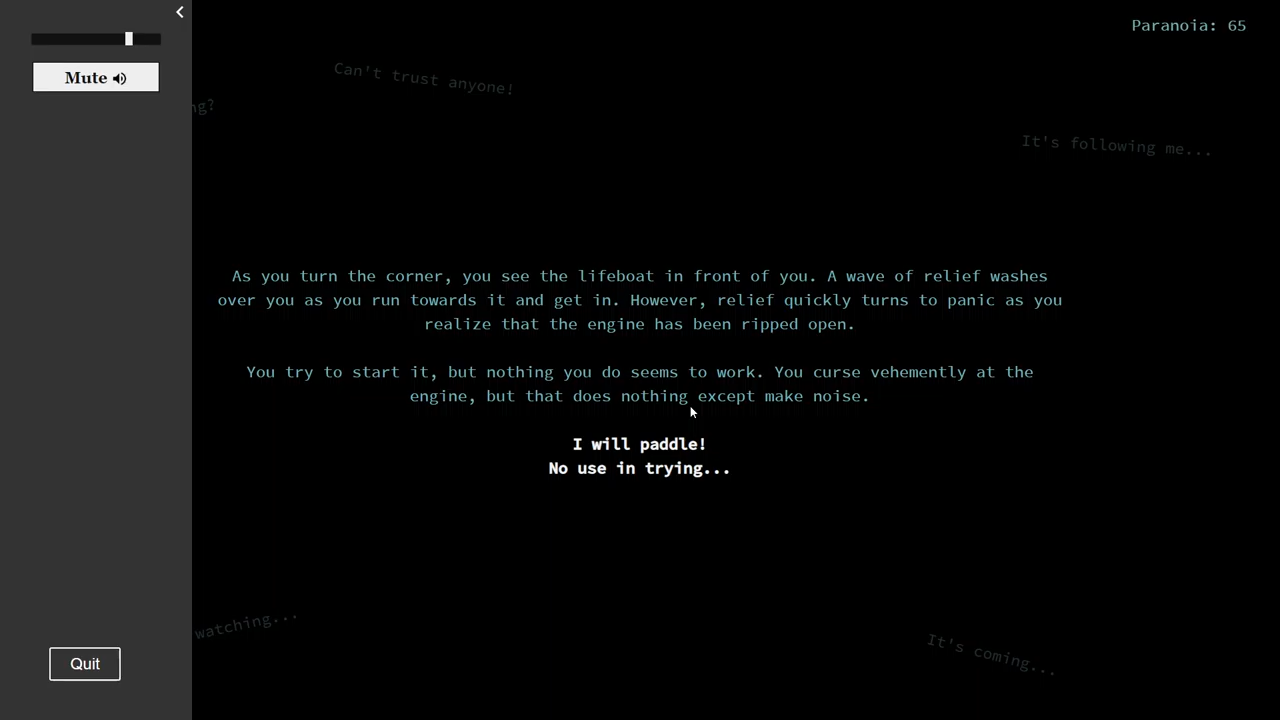 Paranoia: 65
Mute
Can't trust anyone!
ng?
It's following me...
As you turn the corner, you see the lifeboat in front of you. A wave of relief washes
over you as you run towards it and get in. However, relief quickly turns to panic as you
realize that the engine has been ripped open.
You try to start it, but nothing you do seems to work. You curse vehemently at the
engine, but that does nothing except make noise.
I will paddle!
No use in trying...
watching...
It's coming...
Quit